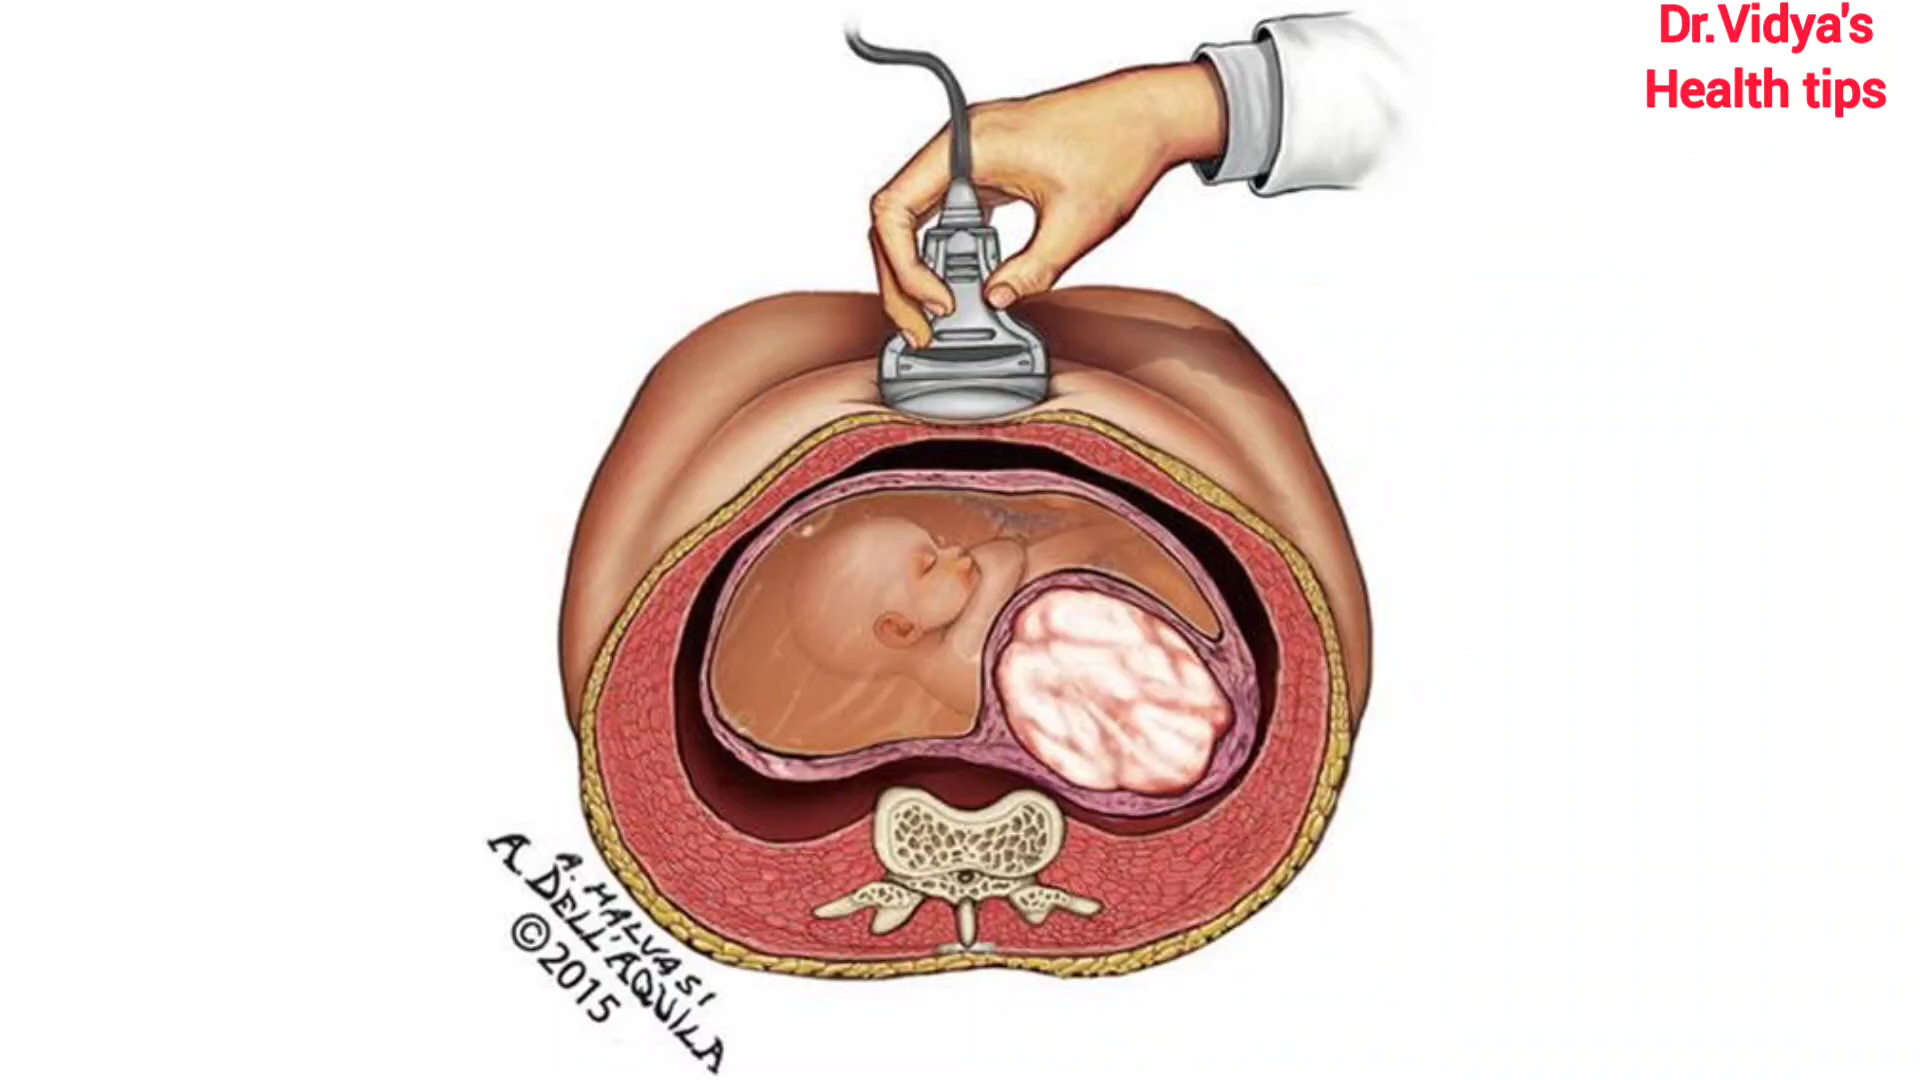 Dr.Vidya's
Health tips
A. MALVASI
A. DELL'AQUILA
©2015